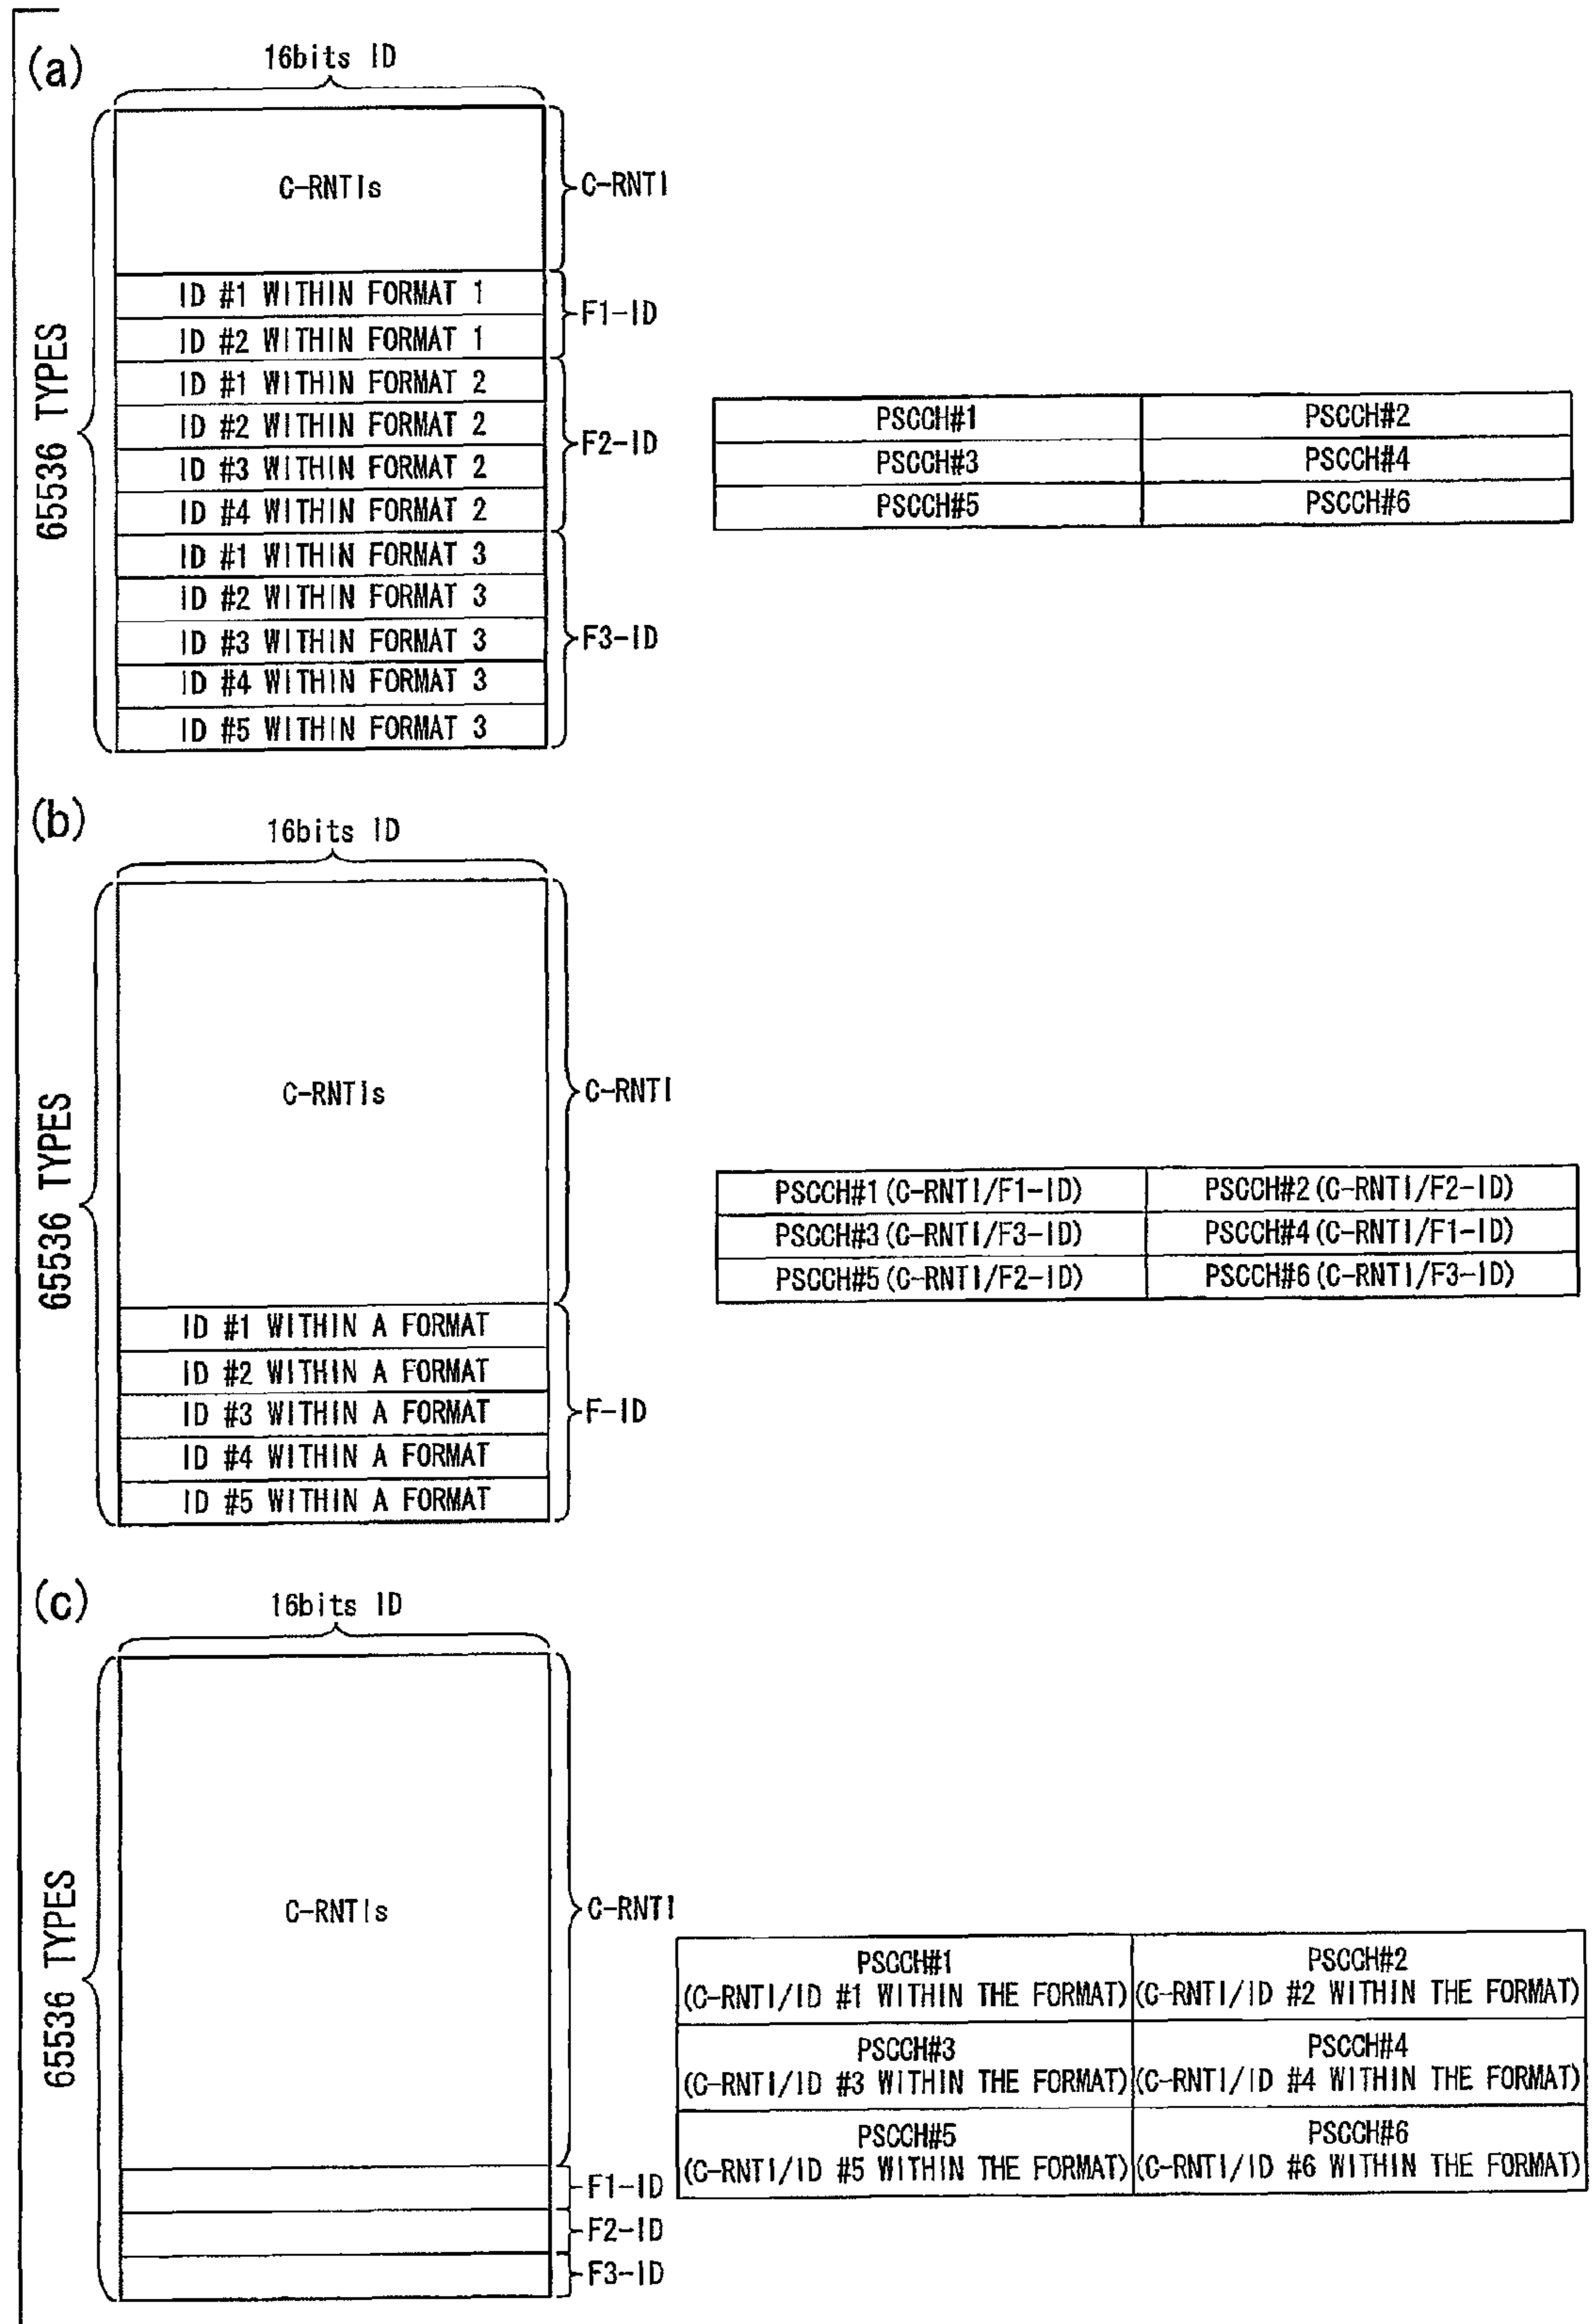 (a)
16bits ID
65536 TYPES
C-RNTIs
C-RNTI
ID #1 WITHIN FORMAT 1
ID #2 WITHIN FORMAT 1
F1-ID
ID #1 WITHIN FORMAT 2
ID #2 WITHIN FORMAT 2
ID #3 WITHIN FORMAT 2
ID #4 WITHIN FORMAT 2
F2-ID
ID #1 WITHIN FORMAT 3
ID #2 WITHIN FORMAT 3
ID #3 WITHIN FORMAT 3
ID #4 WITHIN FORMAT 3
ID #5 WITHIN FORMAT 3
F3-ID
PSCCH#1 PSCCH#2
PSCCH#3 PSCCH#4
PSCCH#5 PSCCH#6
(b)
16bits ID
65536 TYPES
C-RNTIs
C-RNTI
ID #1 WITHIN A FORMAT
ID #2 WITHIN A FORMAT
ID #3 WITHIN A FORMAT
ID #4 WITHIN A FORMAT
ID #5 WITHIN A FORMAT
F-ID
PSCCH#1(C-RNTI/F1-ID) PSCCH#2(C-RNTI/F2-ID)
PSCCH#3(C-RNTI/F3-ID) PSCCH#4(C-RNTI/F1-ID)
PSCCH#5(C-RNTI/F2-ID) PSCCH#6(C-RNTI/F3-ID)
(c)
16bits ID
65536 TYPES
C-RNTIs
C-RNTI
F1-ID
F2-ID
F3-ID
PSCCH#1
(C-RNTI/ID #1 WITHIN THE FORMAT)
PSCCH#2
(C-RNTI/ID #2 WITHIN THE FORMAT)
PSCCH#3
(C-RNTI/ID #3 WITHIN THE FORMAT)
PSCCH#4
(C-RNTI/ID #4 WITHIN THE FORMAT)
PSCCH#5
(C-RNTI/ID #5 WITHIN THE FORMAT)
PSCCH#6
(C-RNTI/ID #6 WITHIN THE FORMAT)